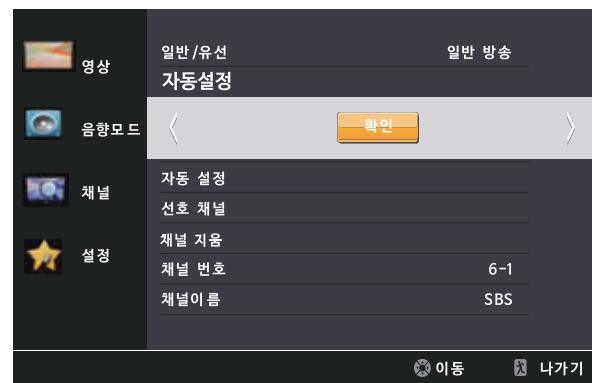 영상
음향모드
채널
설정
일반/유선 일반 방송
자동설정
확인
자동 설정
선호 채널
채널 지움
채널 번호 6-1
채널이름 SBS
이동 나가기